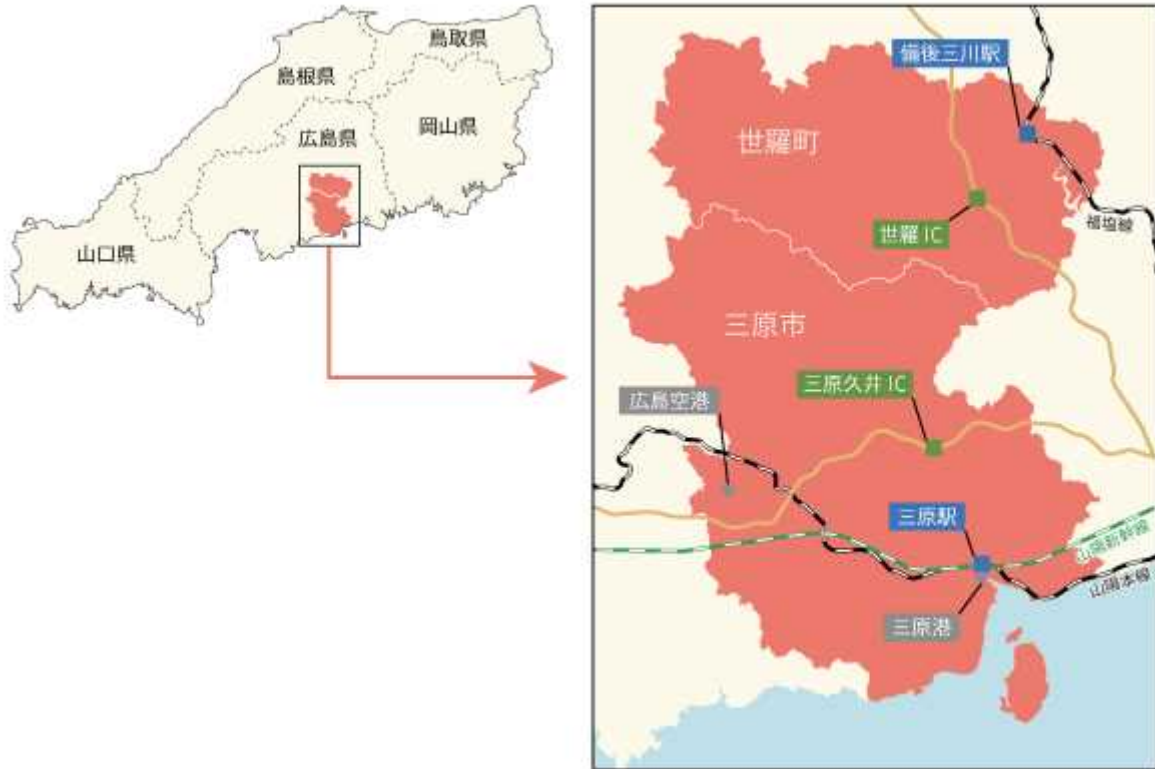 鳥取県
島根県
広島県
岡山県
山口県
備後三川駅
世羅町
世羅 IC
福塩線
三原市
三原久井 IC
広島空港
三原駅
山陽新幹線
山陽本線
三原港